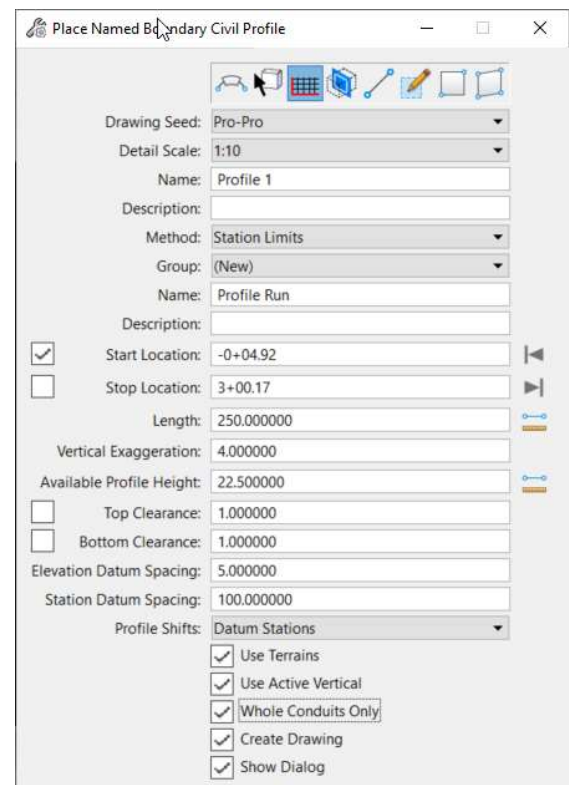 Place Named Boundary Civil Profile
Drawing Seed: Pro-Pro
Detail Scale: 1:10
Name: Profile 1
Description:
Method: Station Limits
Group: (New)
Name: Profile Run
Description:
Start Location: -0+04.92
Stop Location: 3+00.17
Length: 250.000000
Vertical Exaggeration: 4.000000
Available Profile Height: 22.500000
Top Clearance: 1.000000
Bottom Clearance: 1.000000
Elevation Datum Spacing: 5.000000
Station Datum Spacing: 100.000000
Profile Shifts: Datum Stations
Use Terrains
Use Active Vertical
Whole Conduits Only
Create Drawing
Show Dialog